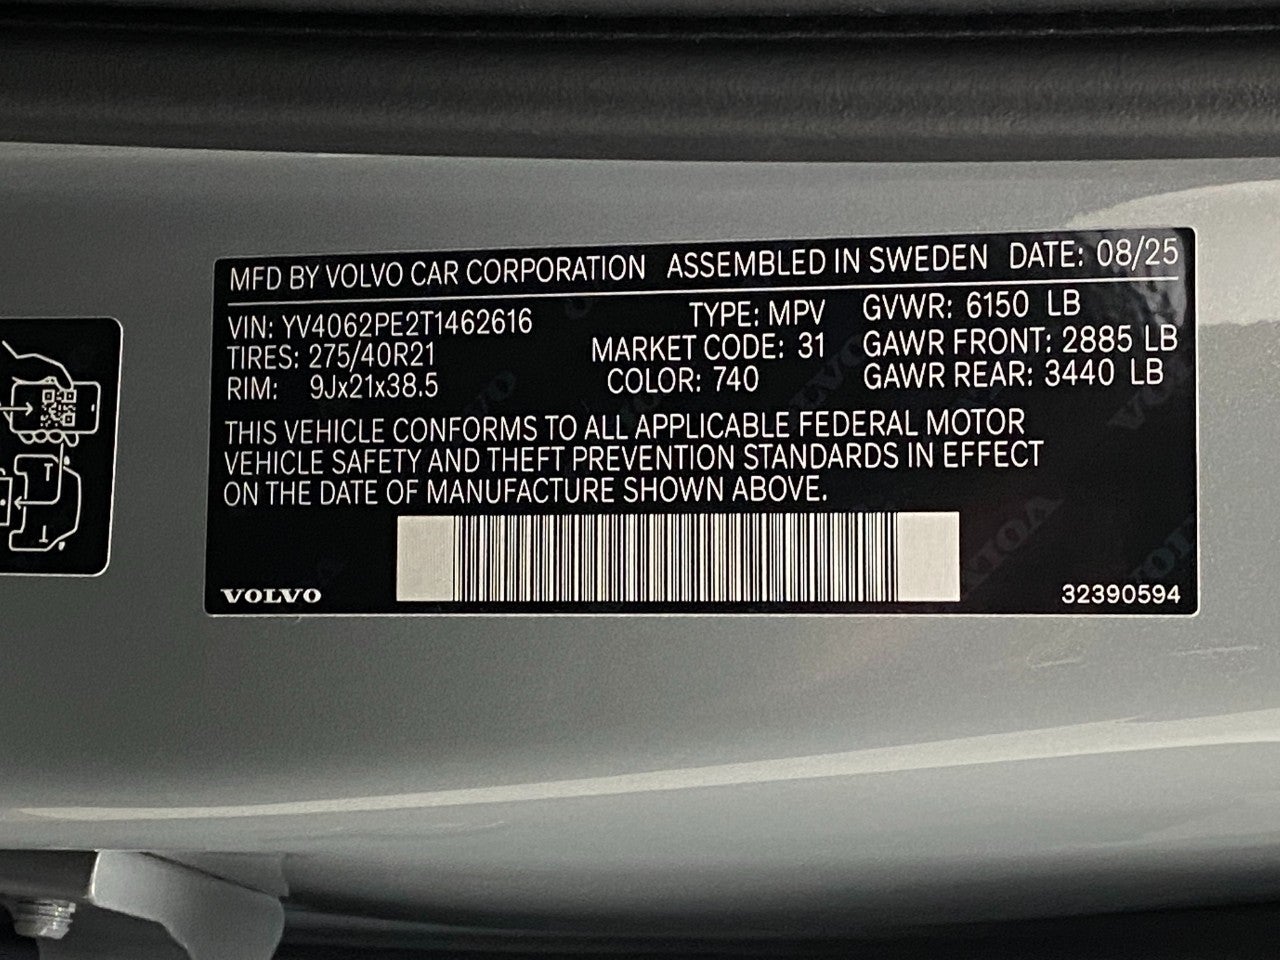 MFD BY VOLVO CAR CORPORATION ASSEMBLED IN SWEDEN DATE: 08/25
VIN: YV4062PE2T1462616 TYPE: MPV GVWR: 6150 LB
TIRES: 275/40R21 MARKET CODE: 31 GAWR FRONT: 2885 LB
RIM: 9Jx21x38.5 COLOR: 740 GAWR REAR: 3440 LB
THIS VEHICLE CONFORMS TO ALL APPLICABLE FEDERAL MOTOR
VEHICLE SAFETY AND THEFT PREVENTION STANDARDS IN EFFECT
ON THE DATE OF MANUFACTURE SHOWN ABOVE.
VOLVO 32390594